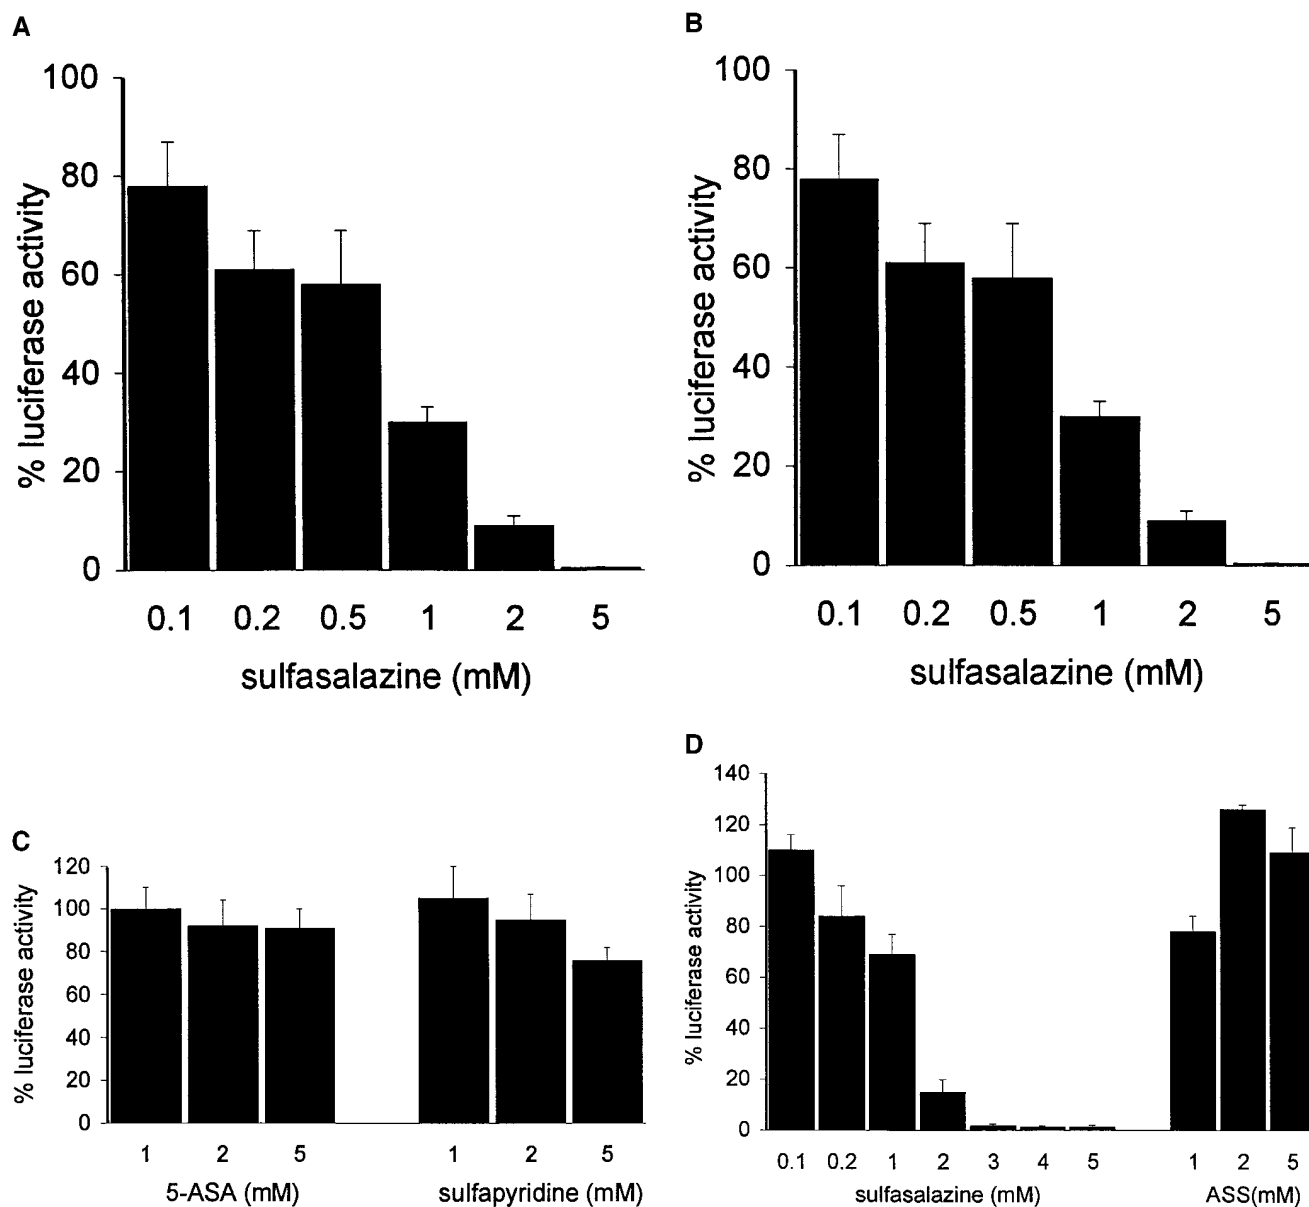 A
% luciferase activity
100
80
60
40
20
0
0.1 0.2 0.5 1 2 5
sulfasalazine (mM)
B
% luciferase activity
100
80
60
40
20
0
0.1 0.2 0.5 1 2 5
sulfasalazine (mM)
C
% luciferase activity
120
100
80
60
40
20
0
1 2 5 1 2 5
5-ASA (mM) sulfapyridine (mM)
D
% luciferase activity
140
120
100
80
60
40
20
0
0.1 0.2 1 2 3 4 5 1 2 5
sulfasalazine (mM) ASS(mM)